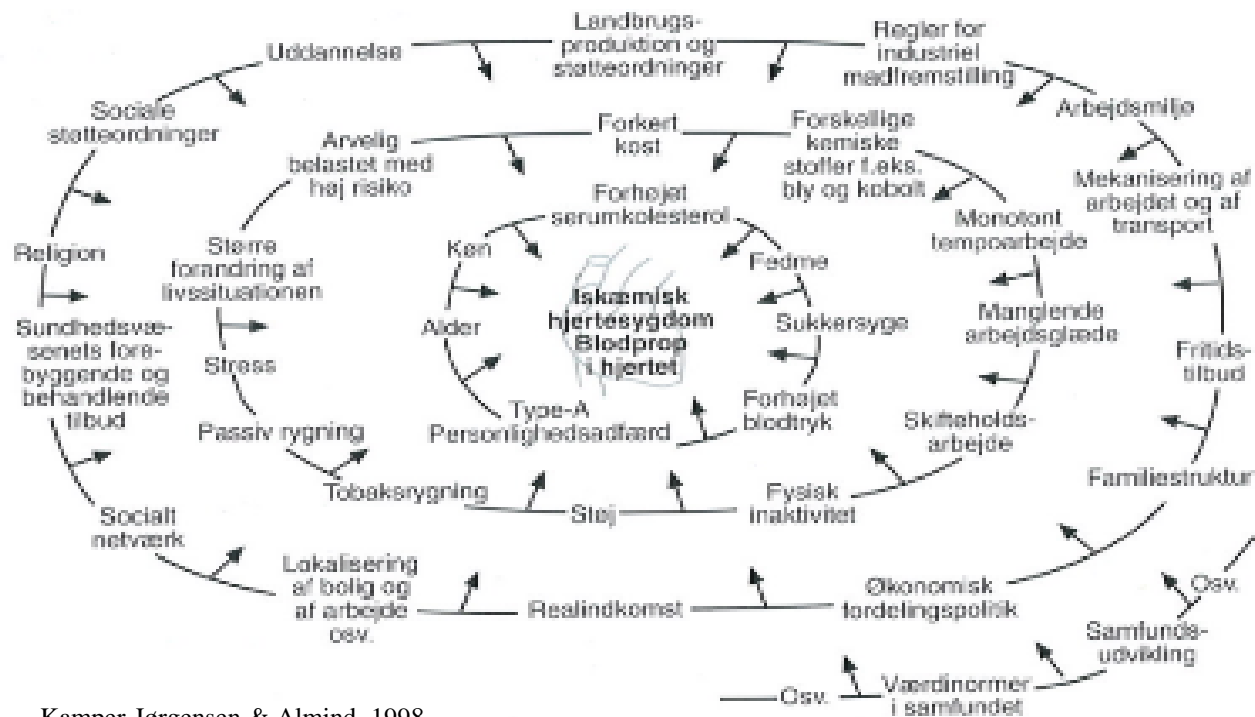 Uddannelse
Landbrugs-
produktion og
støtteordninger
Regler for
industriel
madfremstilling
Sociale
støtteordninger
Arbejdsmiljø
Arvelig
belastet med
høj risiko
Forkert
kost
Forskellige
kemiske
stoffer f.eks.
bly og kobolt
Mekanisering af
arbejdet og af
transport
Forhøjet
serumkolesterol
Monotont
tempoarbejde
Religion
Større
forandring af
livssituationen
Køn
Fedme
Iskæmisk
hjertesygdom
Blodprop
i hjertet
Alder
Sukkersyge
Manglende
arbejdsglæde
Sundhedsvæ-
senets fore-
byggende og
behandlende
tilbud
Stress
Fritids-
tilbud
Passiv rygning
Type-A
Personlighedsadfærd
Forhøjet
blodtryk
Skifteholds-
arbejde
Tobaksrygning
Støj
Fysisk
inaktivitet
Familiestruktur
Socialt
netværk
Lokalisering
af bolig og
af arbejde
osv.
Realindkomst
Økonomisk
fordelingspolitik
Osv.
Samfunds-
udvikling
Osv.
Værdinormer
i samfundet
Kamper Jørgensen & Almind, 1998